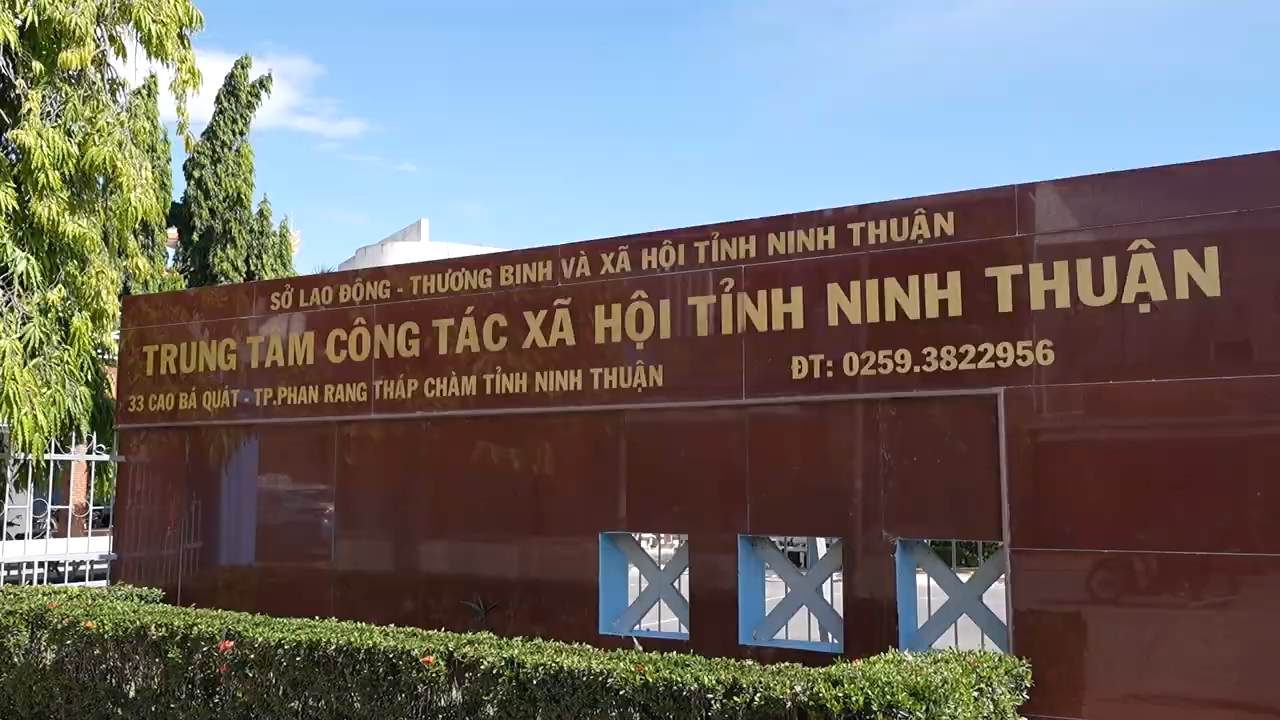 SỞ LAO ĐỘNG - THƯƠNG BINH VÀ XÃ HỘI TỈNH NINH THUẬN
TRUNG TÂM CÔNG TÁC XÃ HỘI TỈNH NINH THUẬN
33 CAO BÁ QUÁT - TP.PHAN RANG THÁP CHÀM TỈNH NINH THUẬN
ĐT: 0259.3822956